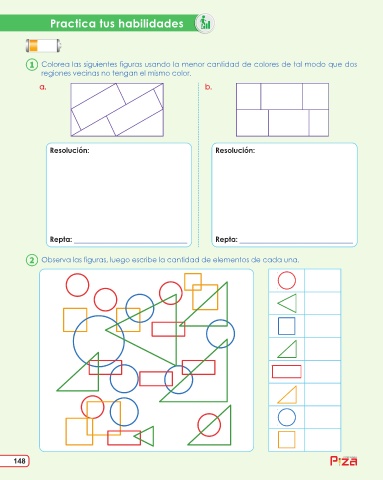 Practica tus habilidades
1 Colorea las siguientes figuras usando la menor cantidad de colores de tal modo que dos
regiones vecinas no tengan el mismo color.
a.
b.
Resolución:
Resolución:
Repta:
Repta:
2 Observa las figuras, luego escribe la cantidad de elementos de cada una.
148
Pza